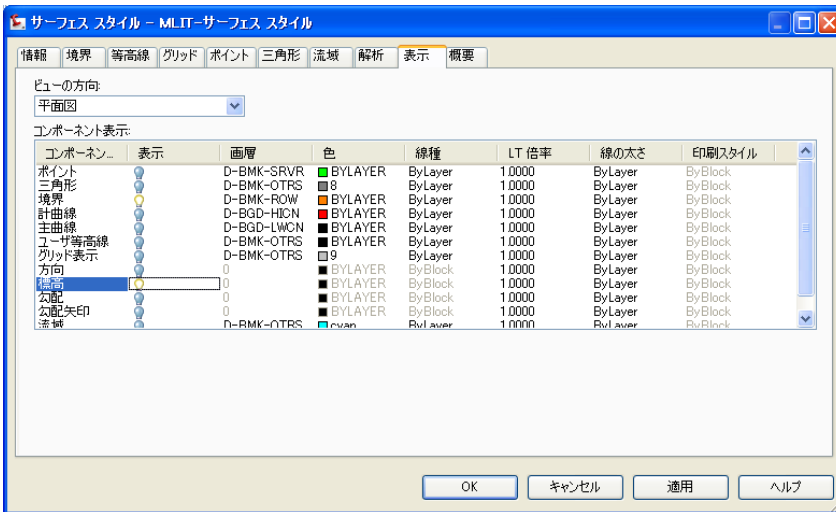 サーフェス スタイル - MLIT-サーフェス スタイル
情報 境界 等高線 グリッド ポイント 三角形 流域 解析 表示 概要
ビューの方向:
平面図
コンポーネント表示:
コンポーネン... 表示 画層 色 線種 LT 倍率 線の太さ 印刷スタイル
ポイント D-BMK-SRVR BYLAYER ByLayer 1.0000 ByLayer ByBlock
三角形 D-BMK-OTRS 8 ByLayer 1.0000 ByLayer ByBlock
境界 D-BMK-ROW BYLAYER ByLayer 1.0000 ByLayer ByBlock
計曲線 D-BGD-HICN BYLAYER ByLayer 1.0000 ByLayer ByBlock
主曲線 D-BGD-LWCN BYLAYER ByLayer 1.0000 ByLayer ByBlock
ユーザ等高線 D-BMK-OTRS BYLAYER ByLayer 1.0000 ByLayer ByBlock
グリッド表示 D-BMK-OTRS 9 ByLayer 1.0000 ByLayer ByBlock
方向 0 BYLAYER ByBlock 1.0000 ByLayer ByBlock
標高 0 BYLAYER ByBlock 1.0000 ByLayer ByBlock
勾配 0 BYLAYER ByBlock 1.0000 ByLayer ByBlock
勾配矢印 0 BYLAYER ByBlock 1.0000 ByLayer ByBlock
流域 D-BMK-OTRS cyan ByLayer 1.0000 ByLayer ByBlock
OK キャンセル 適用 ヘルプ